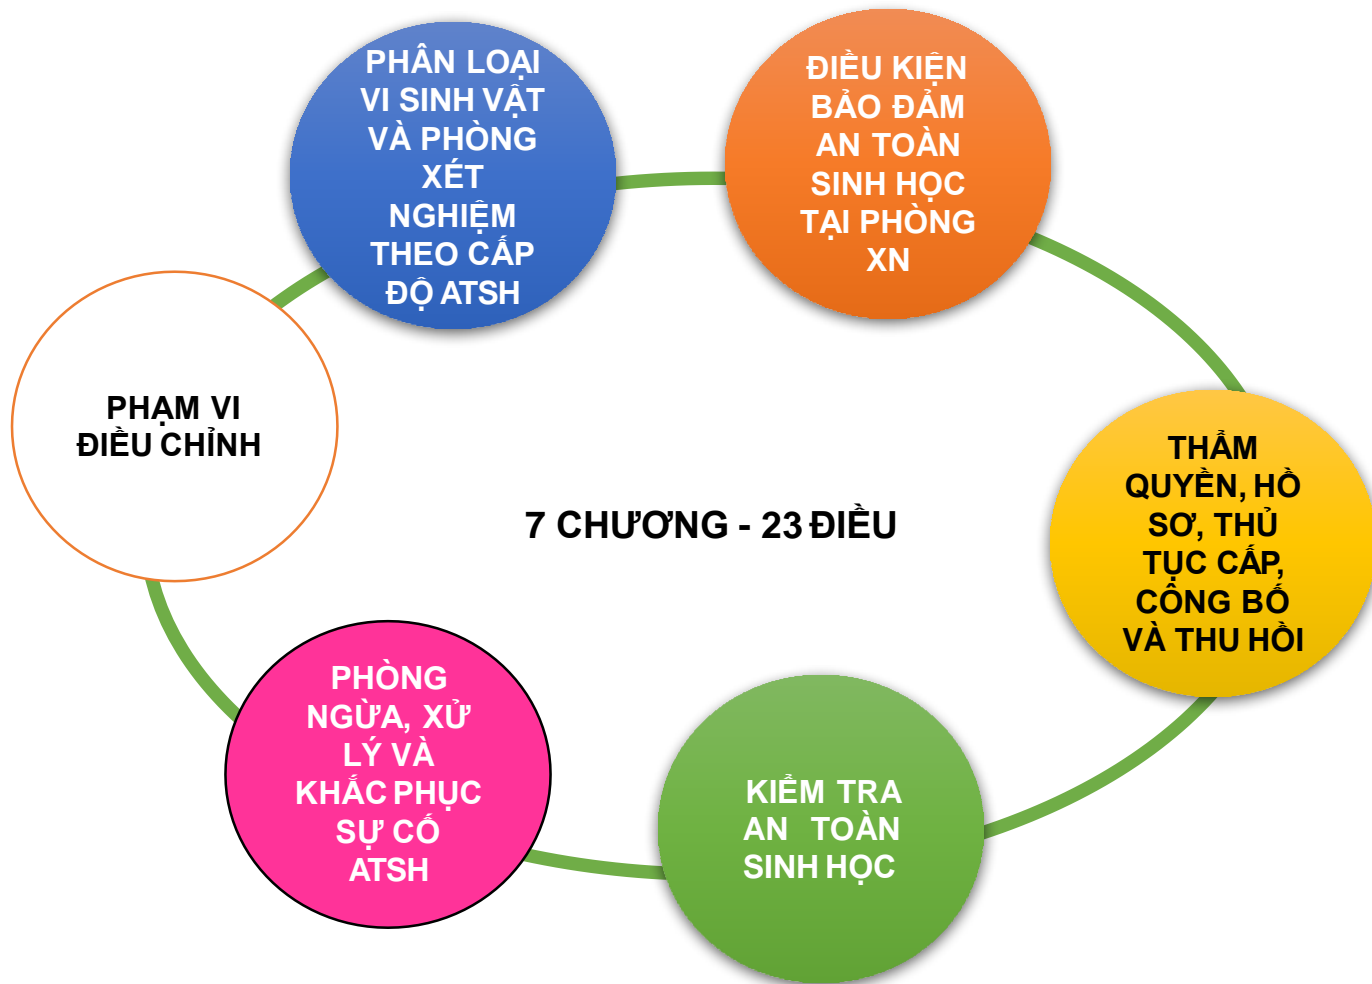 PHÂN LOẠI
VI SINH VẬT
VÀ PHÒNG
XÉT
NGHIỆM
THEO CẤP
ĐỘ ATSH
ĐIỀU KIỆN
BẢO ĐẢM
AN TOÀN
SINH HỌC
TẠI PHÒNG
XN
PHẠM VI
ĐIỀU CHỈNH
THẨM
QUYỀN, HỒ
SƠ, THỦ
TỤC CẤP,
CÔNG BỐ
VÀ THU HỒI
7 CHƯƠNG - 23 ĐIỀU
PHÒNG
NGỪA, XỬ
LÝ VÀ
KHẮC PHỤC
SỰ CỐ
ATSH
KIỂM TRA
AN TOÀN
SINH HỌC